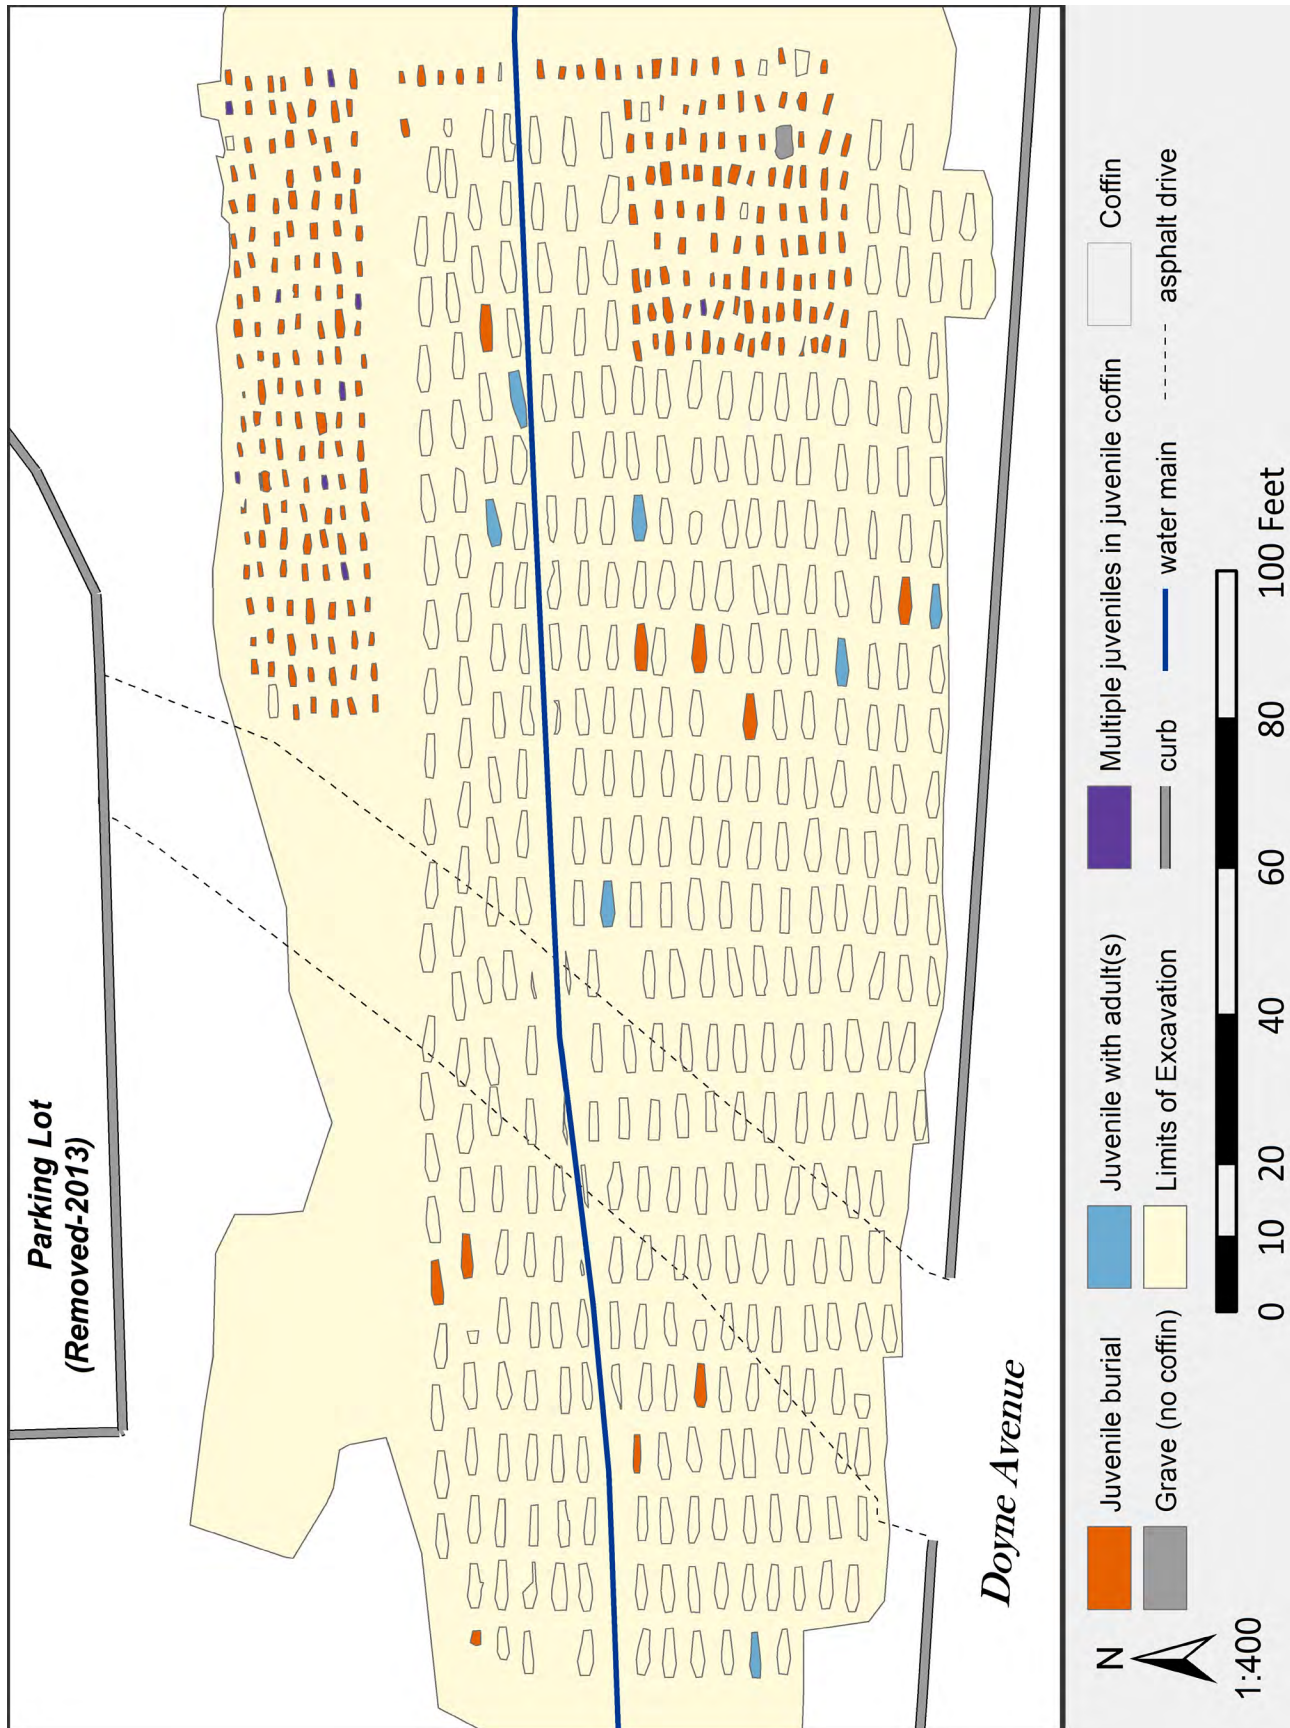 Parking Lot
(Removed-2013)
Doyne Avenue
N
1:400
Juvenile burial
Juvenile with adult(s)
Multiple juveniles in juvenile coffin
Coffin
Grave (no coffin)
Limits of Excavation
curb
water main
asphalt drive
0 10 20 40 60 80 100 Feet